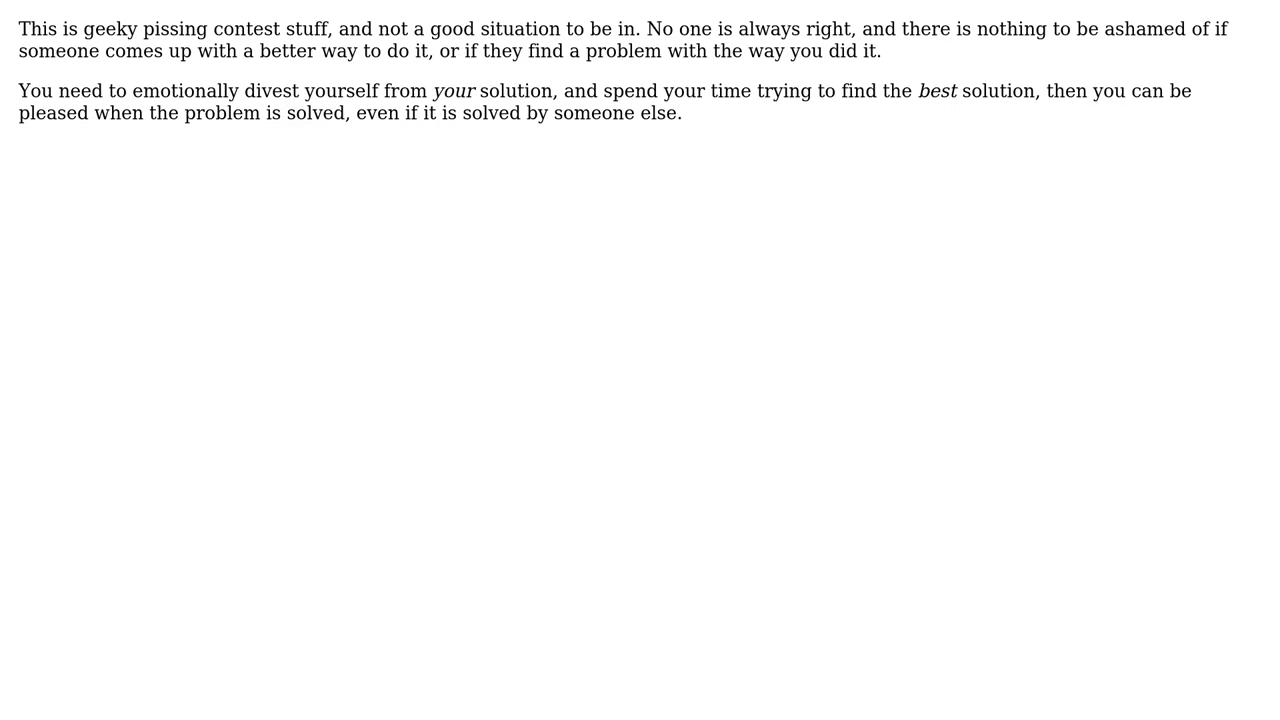 This is geeky pissing contest stuff, and not a good situation to be in. No one is always right, and there is nothing to be ashamed of if
someone comes up with a better way to do it, or if they find a problem with the way you did it.
You need to emotionally divest yourself from your solution, and spend your time trying to find the best solution, then you can be
pleased when the problem is solved, even if it is solved by someone else.